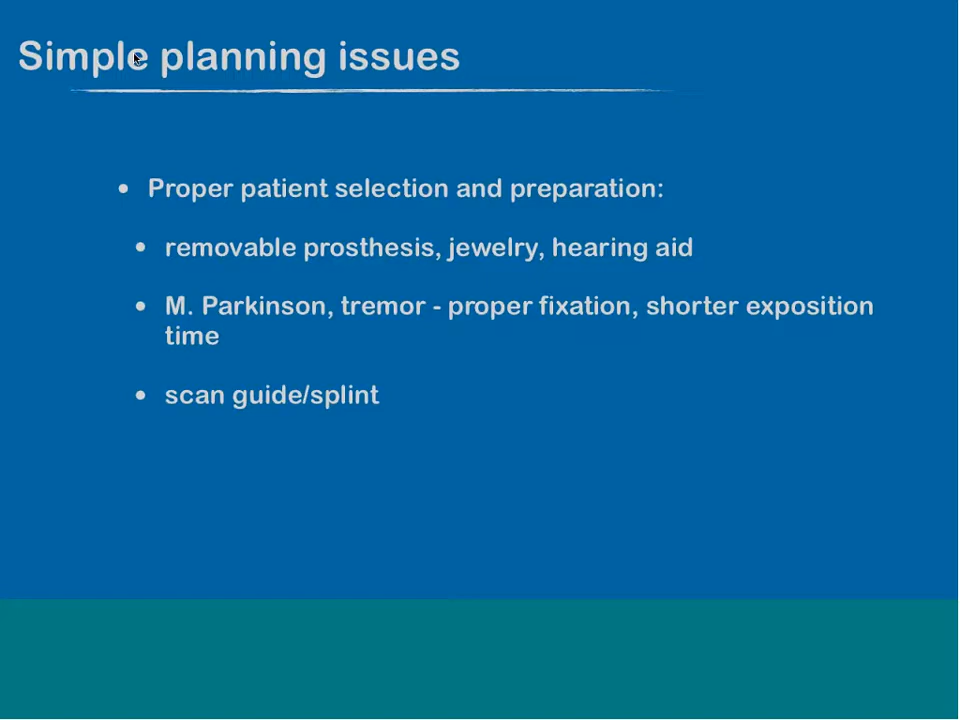 Simple planning issues
• Proper patient selection and preparation:
• removable prosthesis, jewelry, hearing aid
• M. Parkinson, tremor - proper fixation, shorter exposition
time
• scan guide/splint